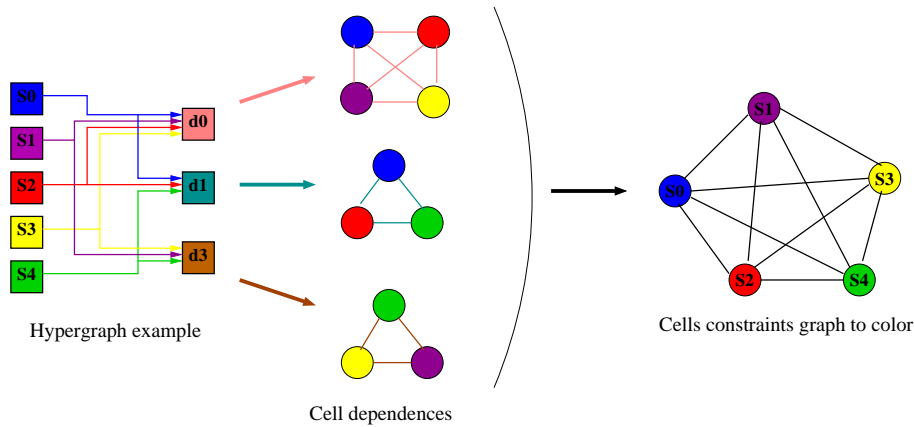 S0
S1
S2
S3
S4
d0
d1
d3
Hypergraph example
Cell dependences
S1
S0
S3
S2
S4
Cells constraints graph to color